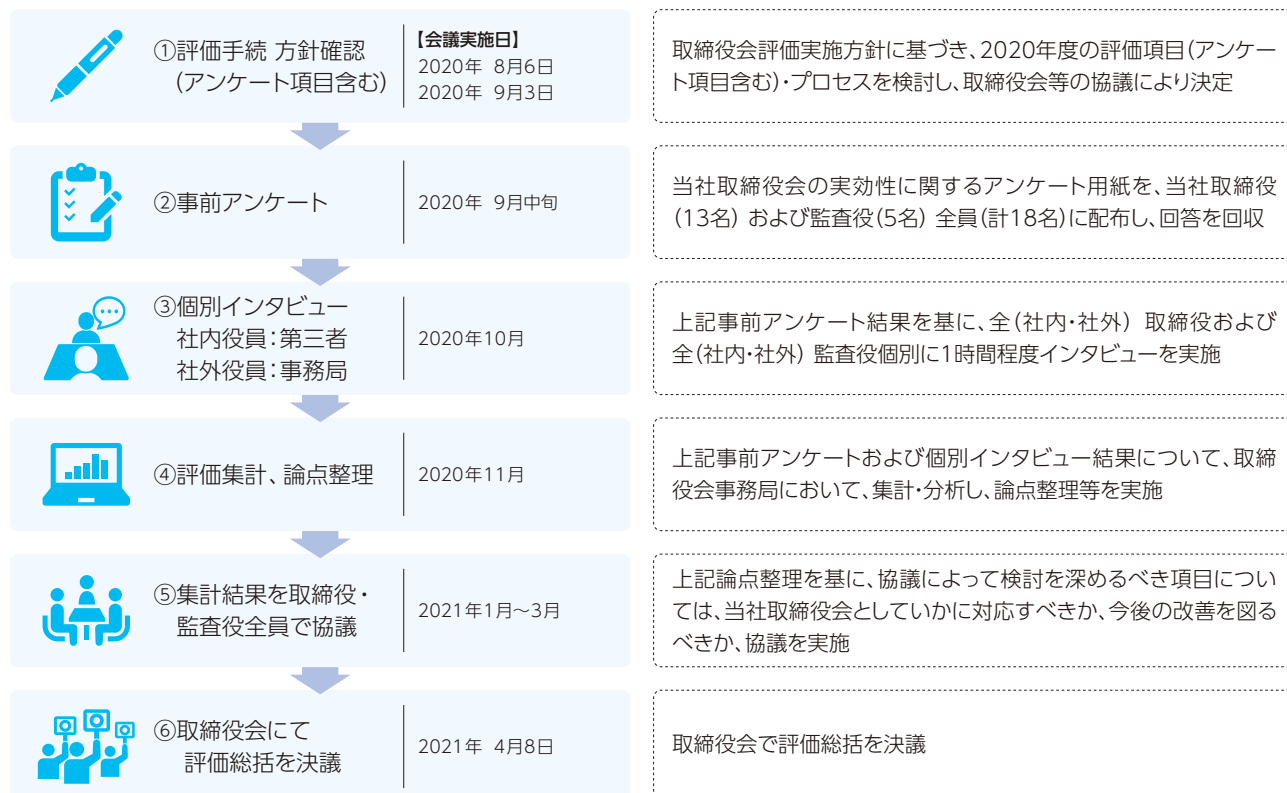 ①評価手続 方針確認
(アンケート項目含む)
【会議実施日】
2020年 8月6日
2020年 9月3日
取締役会評価実施方針に基づき、2020年度の評価項目(アンケー
ト項目含む)・プロセスを検討し、取締役会等の協議により決定
②事前アンケート
2020年 9月中旬
当社取締役会の実効性に関するアンケート用紙を、当社取締役
(13名) および監査役(5名) 全員(計18名)に配布し、回答を回収
③個別インタビュー
社内役員：第三者
社外役員：事務局
2020年10月
上記事前アンケート結果を基に、全(社内・社外) 取締役および
全(社内・社外) 監査役個別に1時間程度インタビューを実施
④評価集計、論点整理
2020年11月
上記事前アンケートおよび個別インタビュー結果について、取締
役会事務局において、集計・分析し、論点整理等を実施
⑤集計結果を取締役・
監査役全員で協議
2021年1月～3月
上記論点整理を基に、協議によって検討を深めるべき項目につい
ては、当社取締役会としていかに対応すべきか、今後の改善を図る
べきか、協議を実施
⑥取締役会にて
評価総括を決議
2021年 4月8日
取締役会で評価総括を決議